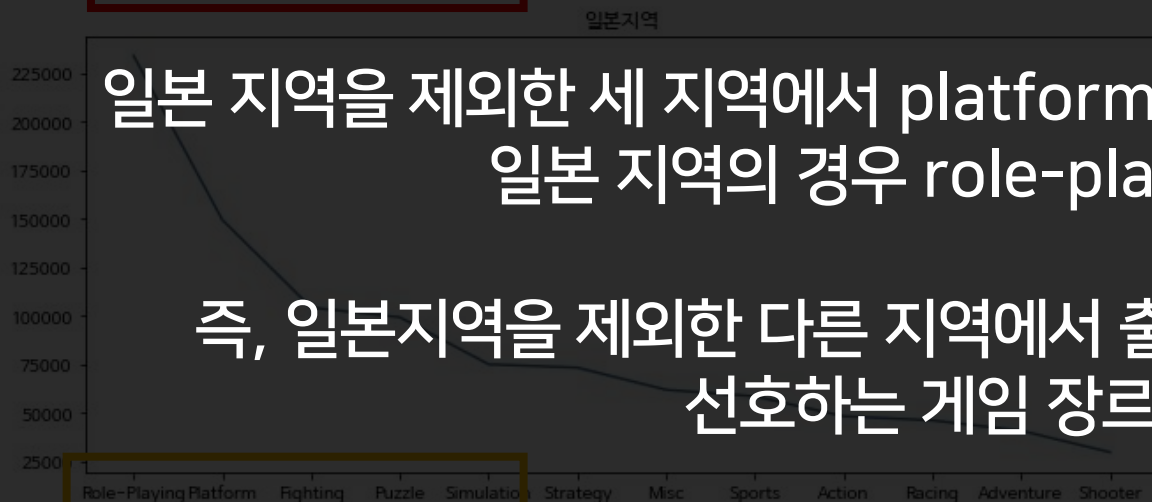 일본지역
225000
일본 지역을 제외한 세 지역에서 platform
200000
175000
일본 지역의 경우 role-pla
150000
125000
100000
즉, 일본지역을 제외한 다른 지역에서 출
75000
선호하는 게임 장르
50000
25000
Role-Playing Platform Fighting Puzzle Simulation Strategy Misc Sports Action Racing Adventure Shooter